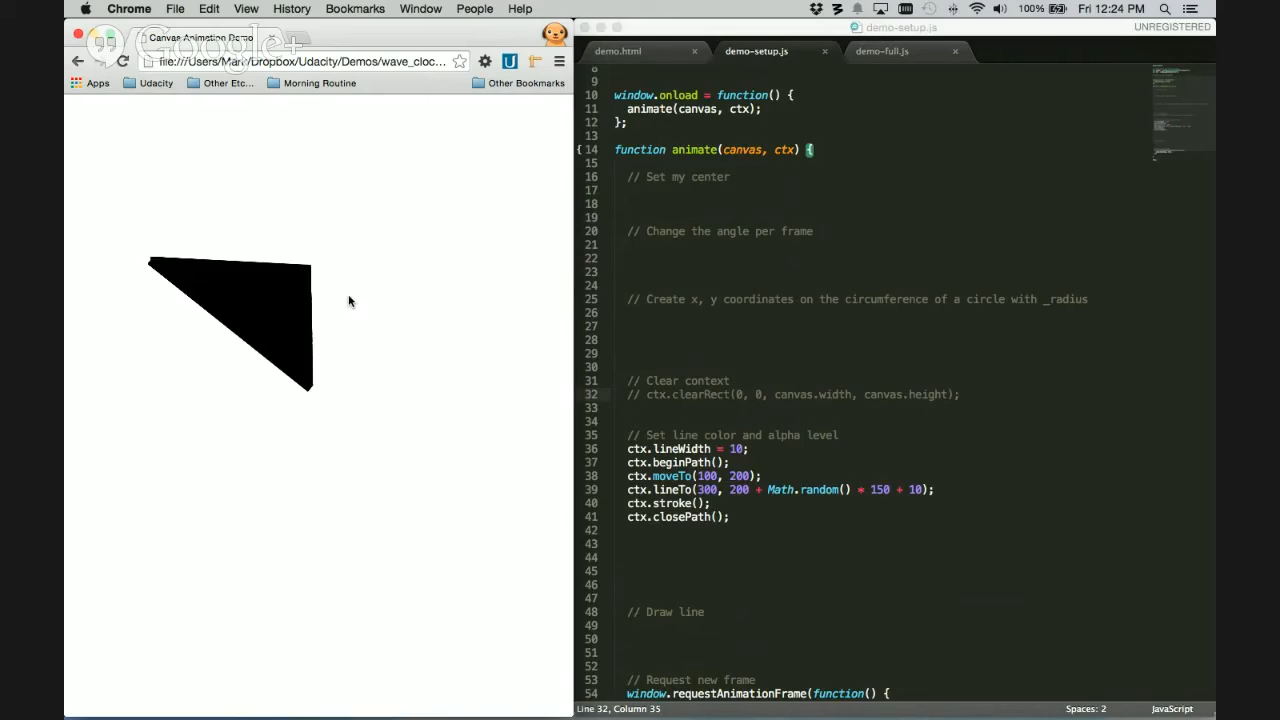 Chrome File Edit View History Bookmarks Window People Help 100% Fri 12:24 PM
Canvas Animation Demo
Google+
file:///Users/Mark/Dropbox/Udacity/Demos/wave_cloc...
Apps Udacity Other Etc... Morning Routine Other Bookmarks
demo-setup.js UNREGISTERED
demo.html demo-setup.js demo-full.js
8
9
10 window.onload = function() {
11 animate(canvas, ctx);
12 };
13
{ 14 function animate(canvas, ctx) {
15
16 // Set my center
17
18
19
20 // Change the angle per frame
21
22
23
24
25 // Create x, y coordinates on the circumference of a circle with _radius
26
27
28
29
30
31 // Clear context
32 // ctx.clearRect(0, 0, canvas.width, canvas.height);
33
34
35 // Set line color and alpha level
36 ctx.lineWidth = 10;
37 ctx.beginPath();
38 ctx.moveTo(100, 200);
39 ctx.lineTo(300, 200 + Math.random() * 150 + 10);
40 ctx.stroke();
41 ctx.closePath();
42
43
44
45
46
47
48 // Draw line
49
50
51
52
53 // Request new frame
54 window.requestAnimationFrame(function() {
Line 32, Column 35 Spaces: 2 JavaScript